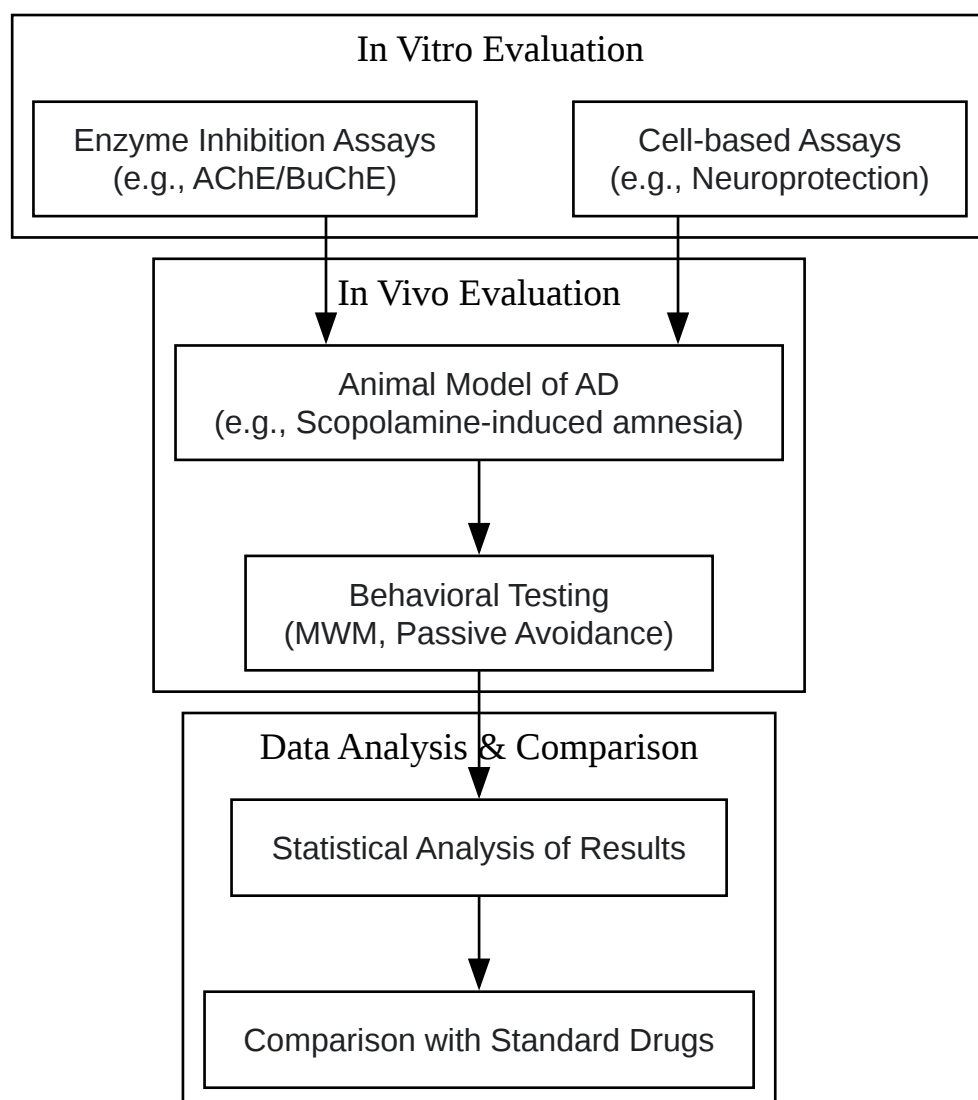 In Vitro Evaluation
Enzyme Inhibition Assays
(e.g., AChE/BuChE)
Cell-based Assays
(e.g., Neuroprotection)
In Vivo Evaluation
Animal Model of AD
(e.g., Scopolamine-induced amnesia)
Behavioral Testing
(MWM, Passive Avoidance)
Data Analysis & Comparison
Statistical Analysis of Results
Comparison with Standard Drugs